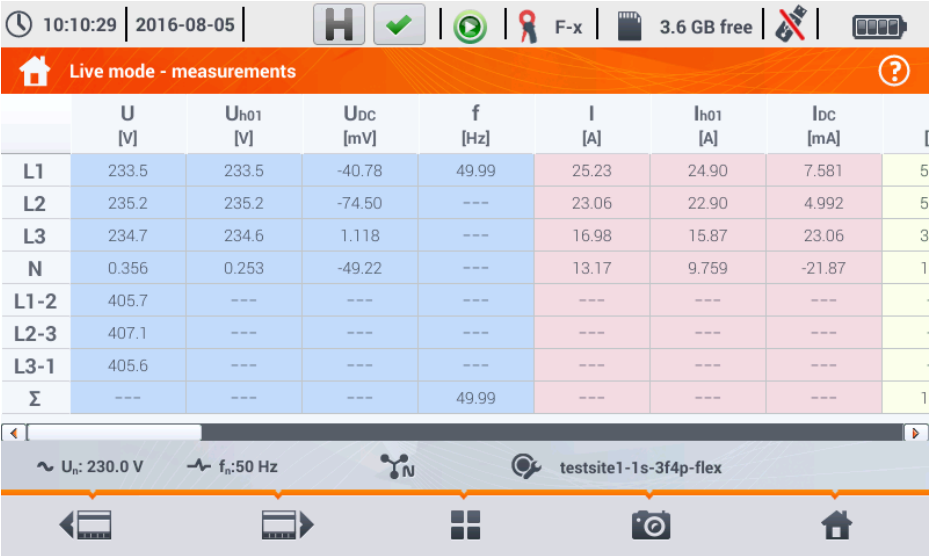 10:10:29 2016-08-05 H F-x 3.6 GB free
Live mode - measurements ?
U Uh01 UDC f I Ih01 IDC
[V] [V] [mV] [Hz] [A] [A] [mA] [
L1 233.5 233.5 -40.78 49.99 25.23 24.90 7.581 5
L2 235.2 235.2 -74.50 --- 23.06 22.90 4.992 5
L3 234.7 234.6 1.118 --- 16.98 15.87 23.06 3
N 0.356 0.253 -49.22 --- 13.17 9.759 -21.87 1
L1-2 405.7 --- --- --- --- --- --- -
L2-3 407.1 --- --- --- --- --- --- -
L3-1 405.6 --- --- --- --- --- --- -
Σ --- --- --- 49.99 --- --- --- 1
Un: 230.0 V fn:50 Hz N testsite1-1s-3f4p-flex